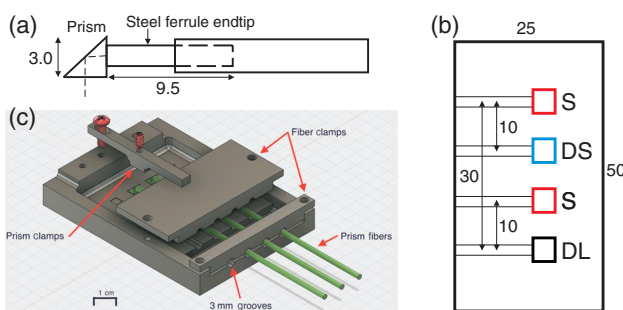 (a)
Prism
Steel ferrule endtip
3.0
9.5
(b)
25
S
10
DS
30
50
S
10
DL
(c)
Fiber clamps
Prism clamps
Prism fibers
1 cm
3 mm grooves